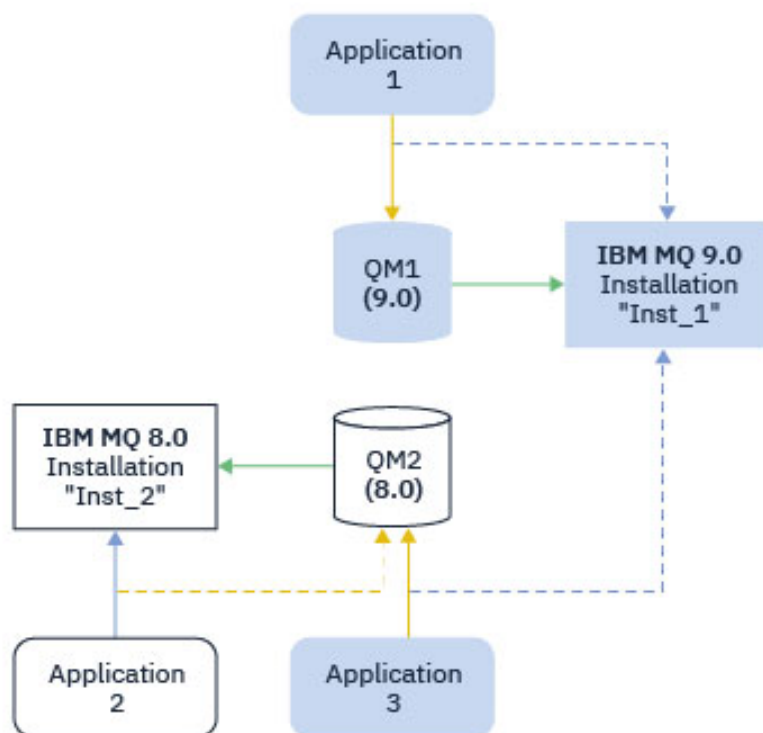 Application
1
QM1
(9.0)
IBM MQ 9.0
Installation
"Inst_1"
IBM MQ 8.0
Installation
"Inst_2"
QM2
(8.0)
Application
2
Application
3